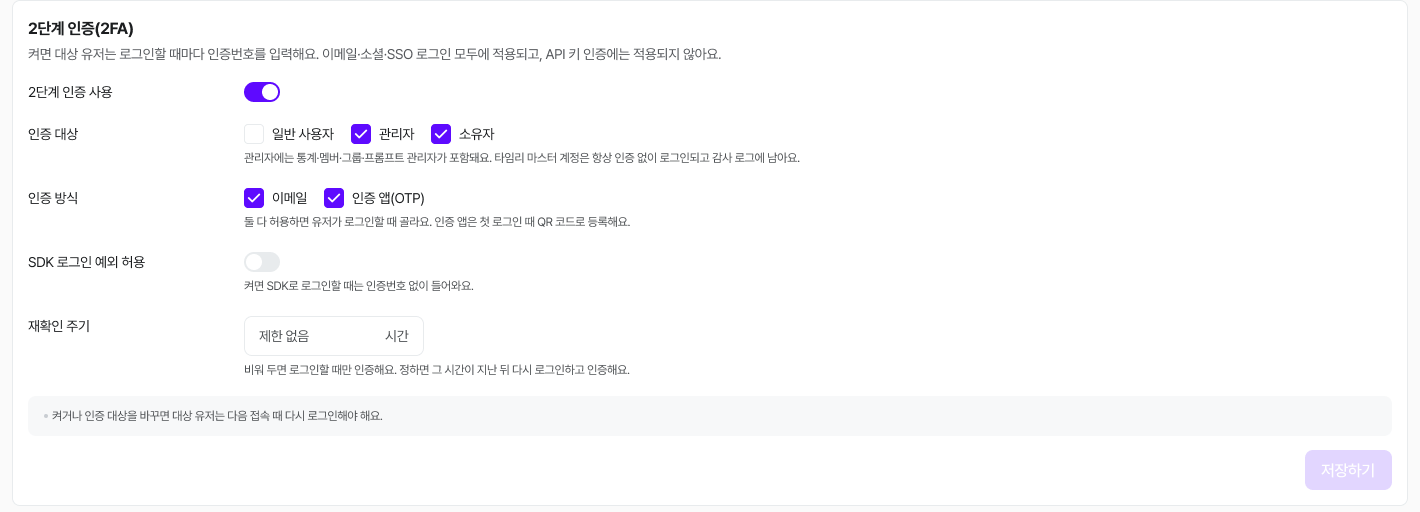 2단계 인증(2FA)
켜면 대상 유저는 로그인할 때마다 인증번호를 입력해요. 이메일·소셜·SSO 로그인 모두에 적용되고, API 키 인증에는 적용되지 않아요.
2단계 인증 사용
인증 대상 일반 사용자 관리자 소유자
관리자에는 통계·멤버·그룹·프롬프트 관리자가 포함돼요. 타임리 마스터 계정은 항상 인증 없이 로그인되고 감사 로그에 남아요.
인증 방식 이메일 인증 앱(OTP)
둘 다 허용하면 유저가 로그인할 때 골라요. 인증 앱은 첫 로그인 때 QR 코드로 등록해요.
SDK 로그인 예외 허용
켜면 SDK로 로그인할 때는 인증번호 없이 들어와요.
재확인 주기 제한 없음 시간
비워 두면 로그인할 때만 인증해요. 정하면 그 시간이 지난 뒤 다시 로그인하고 인증해요.
• 켜거나 인증 대상을 바꾸면 대상 유저는 다음 접속 때 다시 로그인해야 해요.
저장하기